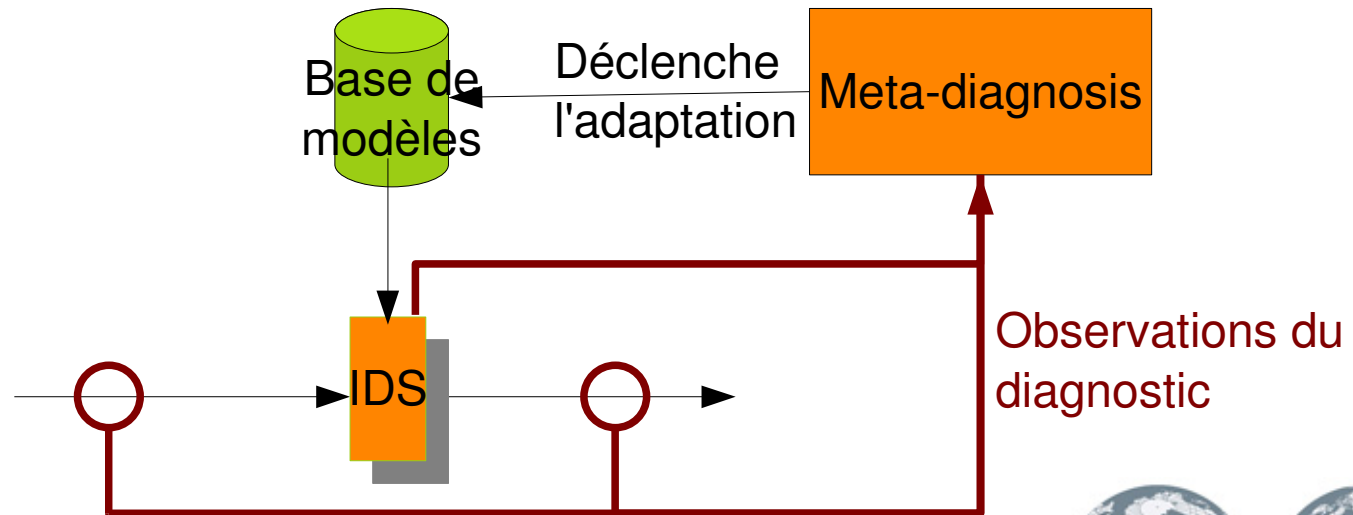 Base de
modèles
Déclenche
l'adaptation
Meta-diagnosis
IDS
Observations du
diagnostic